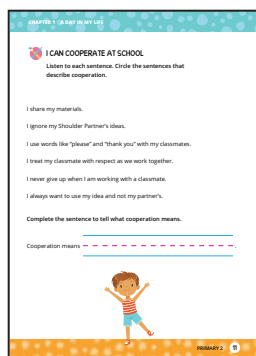 CHAPTER 1 A DAY IN MY LIFE
I CAN COOPERATE AT SCHOOL
Listen to each sentence. Circle the sentences that
describe cooperation.
I share my materials.
I ignore my Shoulder Partner's ideas.
I use words like "please" and "thank you" with my classmates.
I treat my classmate with respect as we work together.
I never give up when I am working with a classmate.
I always want to use my idea and not my partner's.
Complete the sentence to tell what cooperation means.
Cooperation means
PRIMARY 2 11